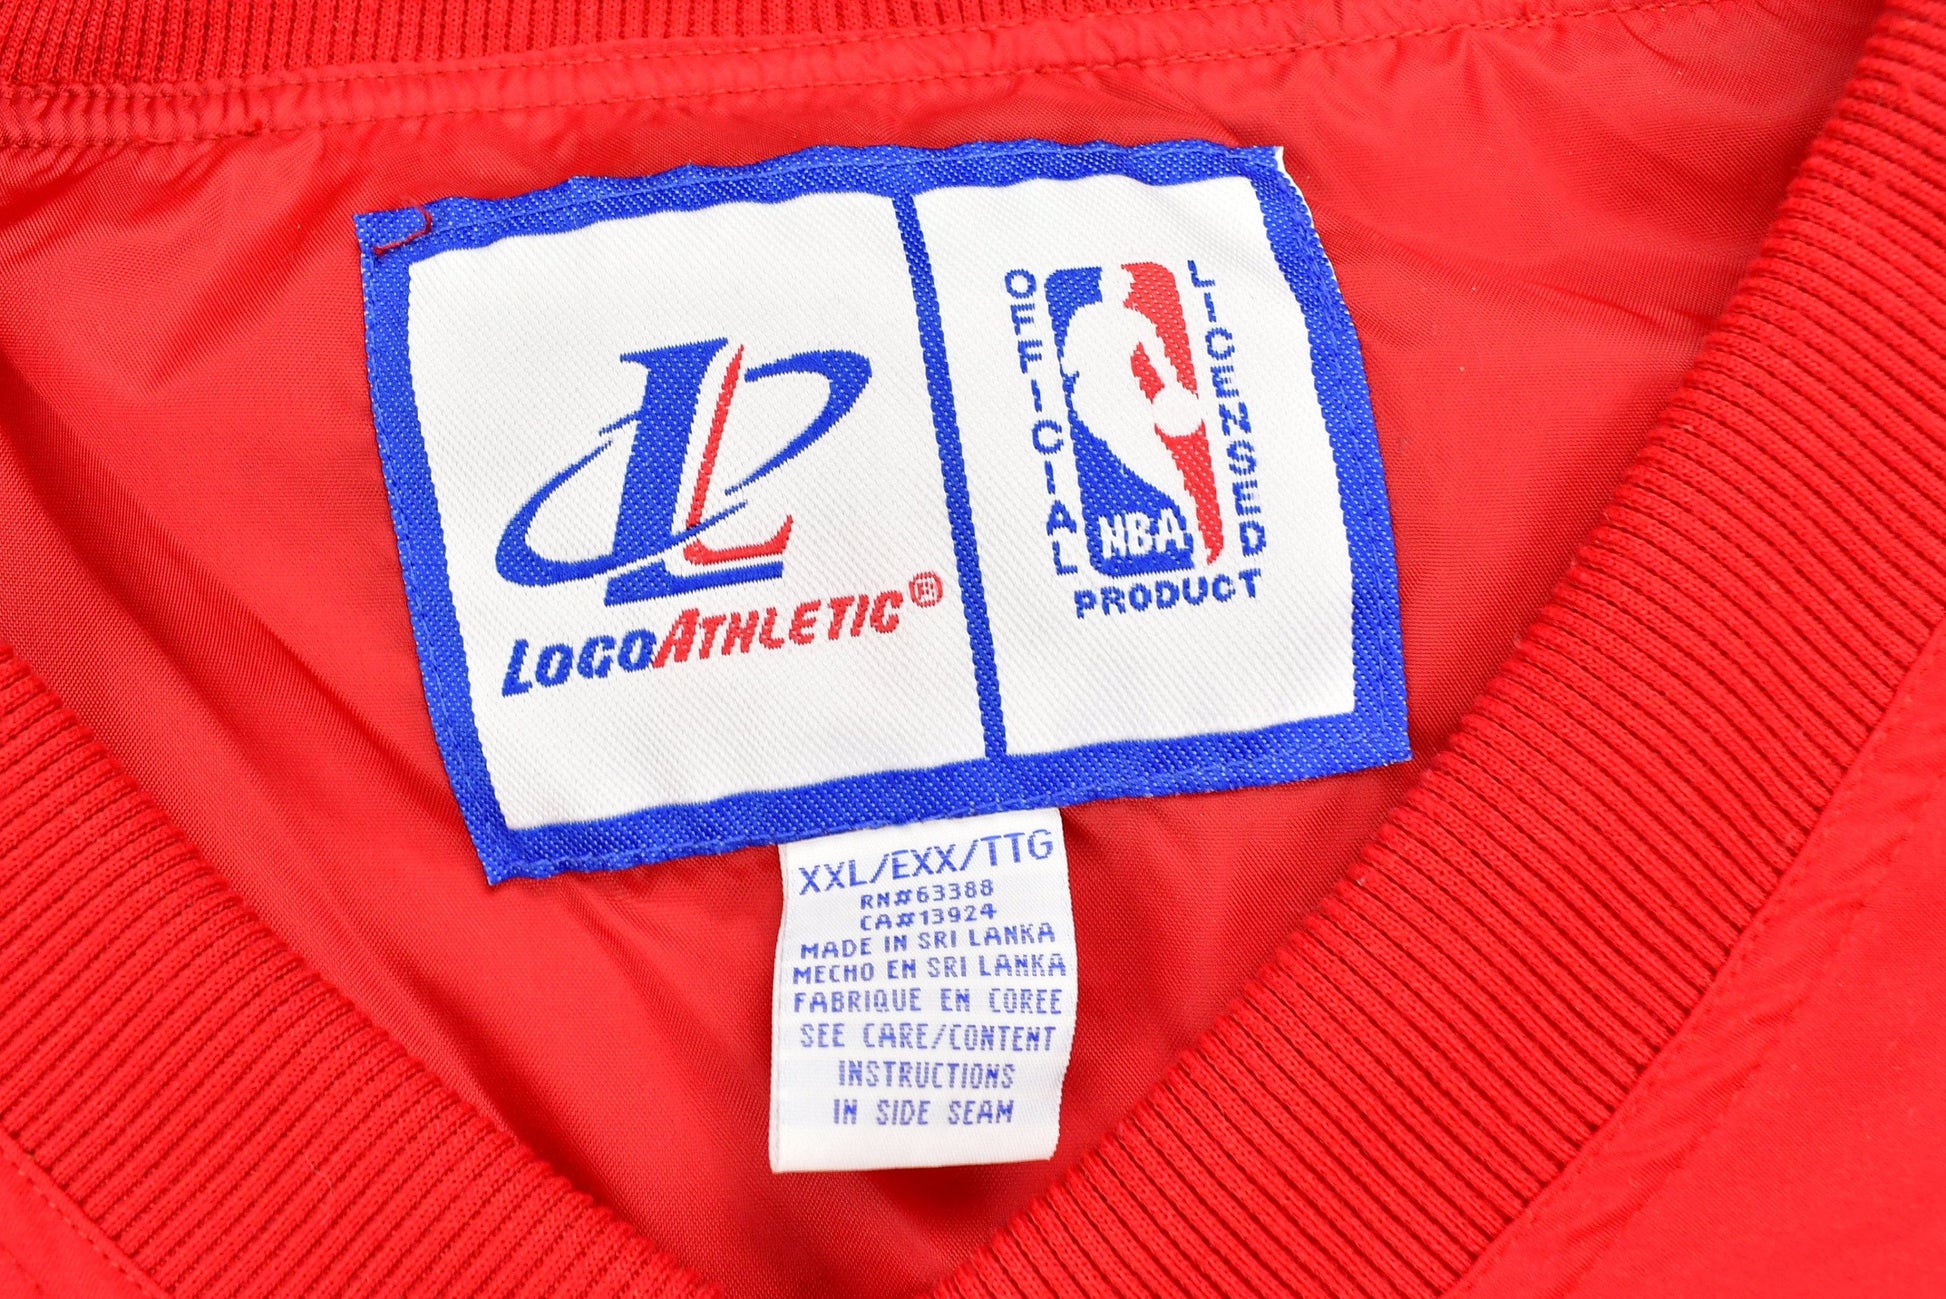 LOGOATHLETIC®
OFFICIAL
LICENSED
NBA
PRODUCT
XXL/EXX/TTG
RN#63388
CA#13924
MADE IN SRI LANKA
MECHO EN SRI LANKA
FABRIQUE EN COREE
SEE CARE/CONTENT
INSTRUCTIONS
IN SIDE SEAM